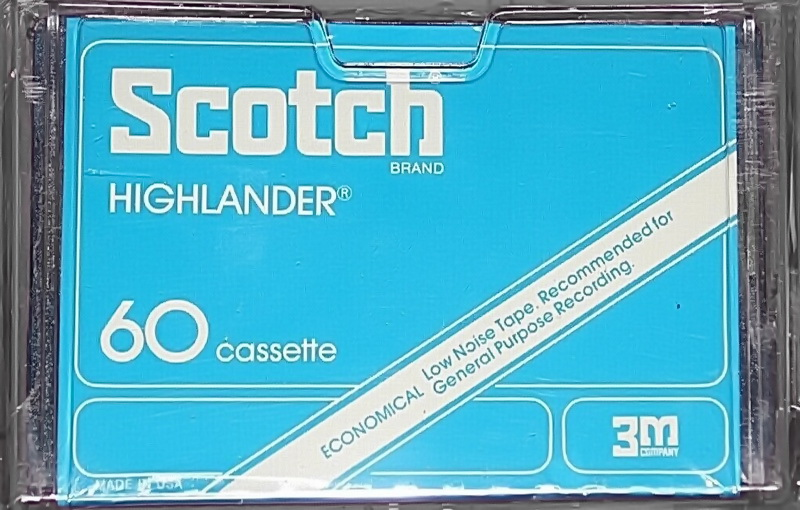 Scotch®
BRAND
HIGHLANDER®
60 cassette
ECONOMICAL Low Noise Tape. Recommended for
General Purpose Recording.
3M
COMPANY
MADE IN USA